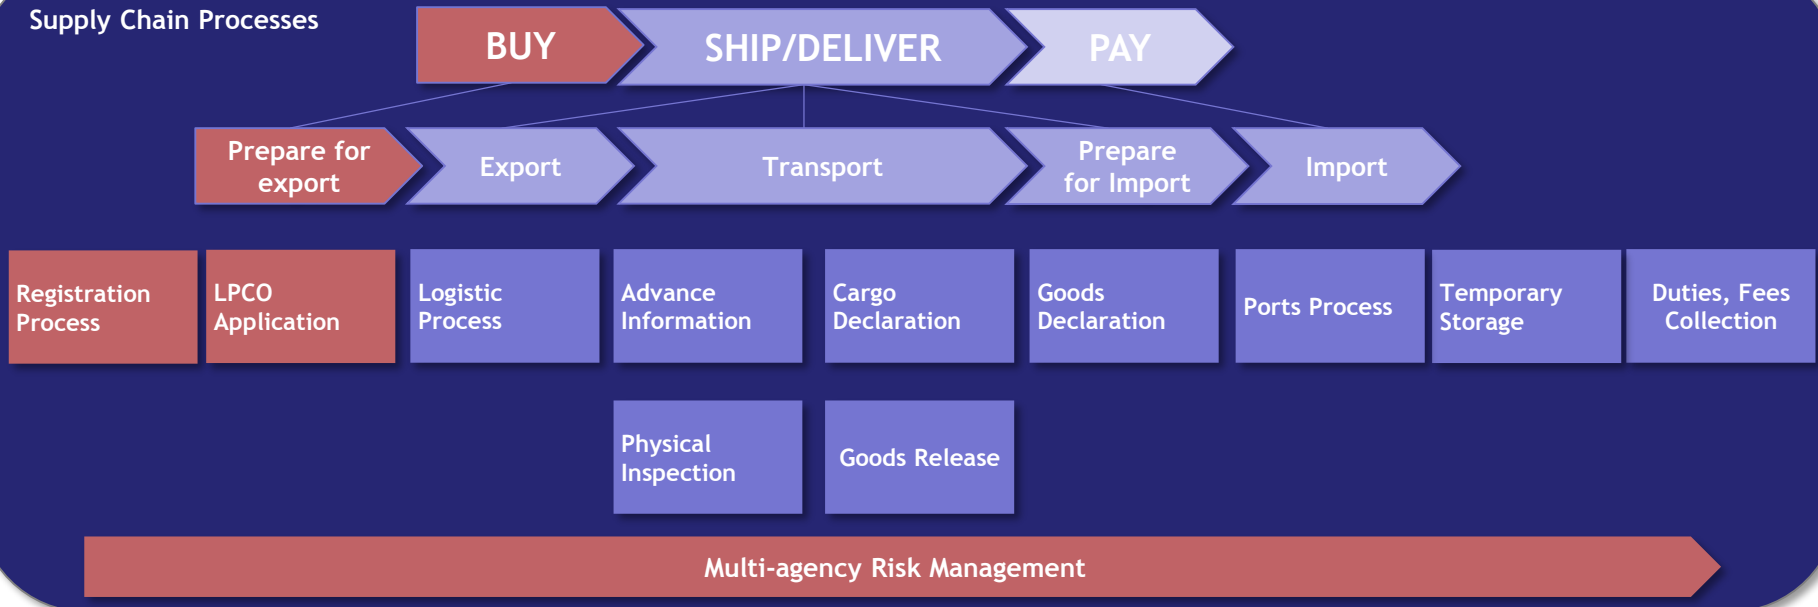 Supply Chain Processes
BUY
SHIP/DELIVER
PAY
Prepare for
export
Export
Transport
Prepare
for Import
Import
Registration
Process
LPCO
Application
Logistic
Process
Advance
Information
Cargo
Declaration
Goods
Declaration
Ports Process
Temporary
Storage
Duties, Fees
Collection
Physical
Inspection
Goods Release
Multi-agency Risk Management